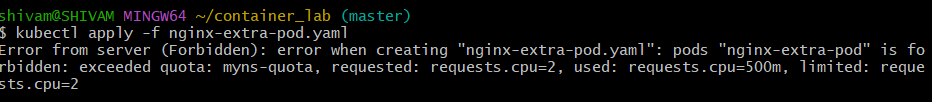 shivam@SHIVAM MINGW64 ~/container_lab (master)
$ kubectl apply -f nginx-extra-pod.yaml
Error from server (Forbidden): error when creating "nginx-extra-pod.yaml": pods "nginx-extra-pod" is fo
rbidden: exceeded quota: myns-quota, requested: requests.cpu=2, used: requests.cpu=500m, limited: reque
sts.cpu=2